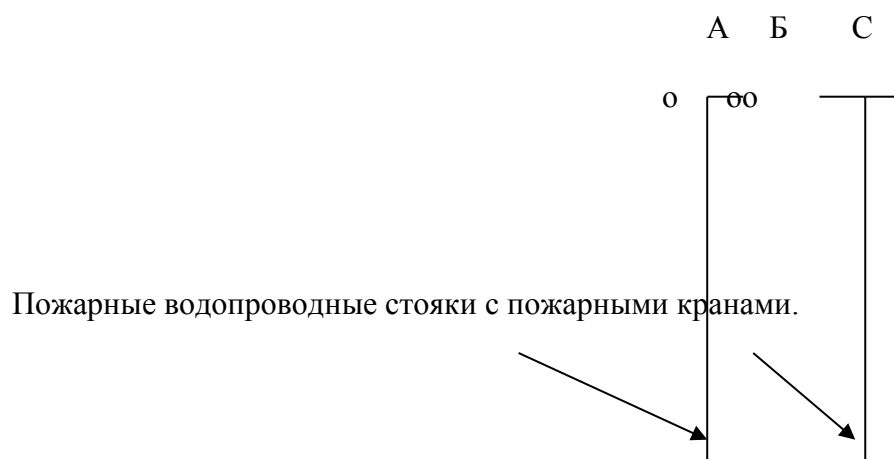 А Б С
о оо
Пожарные водопроводные стояки с пожарными кранами.